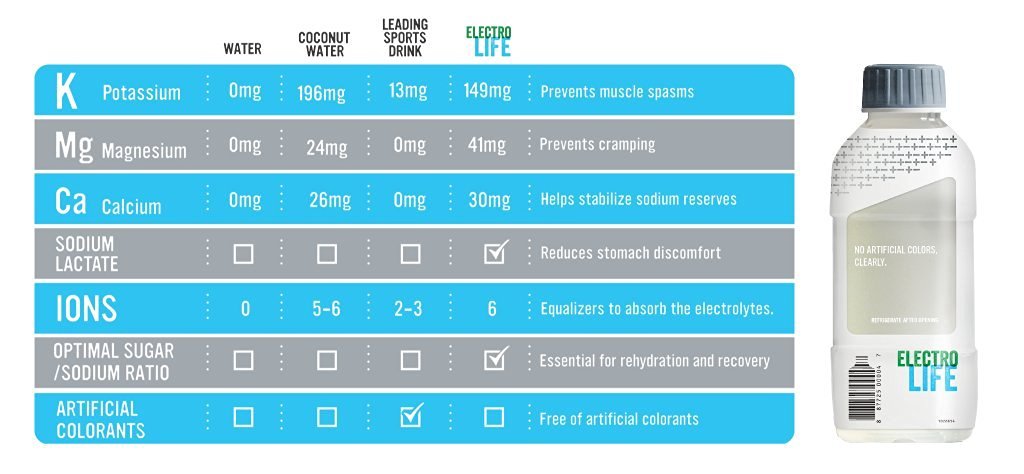 WATER
COCONUT
WATER
LEADING
SPORTS
DRINK
ELECTRO
LIFE
K Potassium 0mg 196mg 13mg 149mg Prevents muscle spasms
Mg Magnesium 0mg 24mg 0mg 41mg Prevents cramping
Ca Calcium 0mg 26mg 0mg 30mg Helps stabilize sodium reserves
SODIUM
LACTATE
Reduces stomach discomfort
IONS 0 5-6 2-3 6 Equalizers to absorb the electrolytes.
OPTIMAL SUGAR
/SODIUM RATIO
Essential for rehydration and recovery
ARTIFICIAL
COLORANTS
Free of artificial colorants
NO ARTIFICIAL COLORS,
CLEARLY.
REFRIGERATE AFTER OPENING
ELECTRO
LIFE
8 87725 00004 7